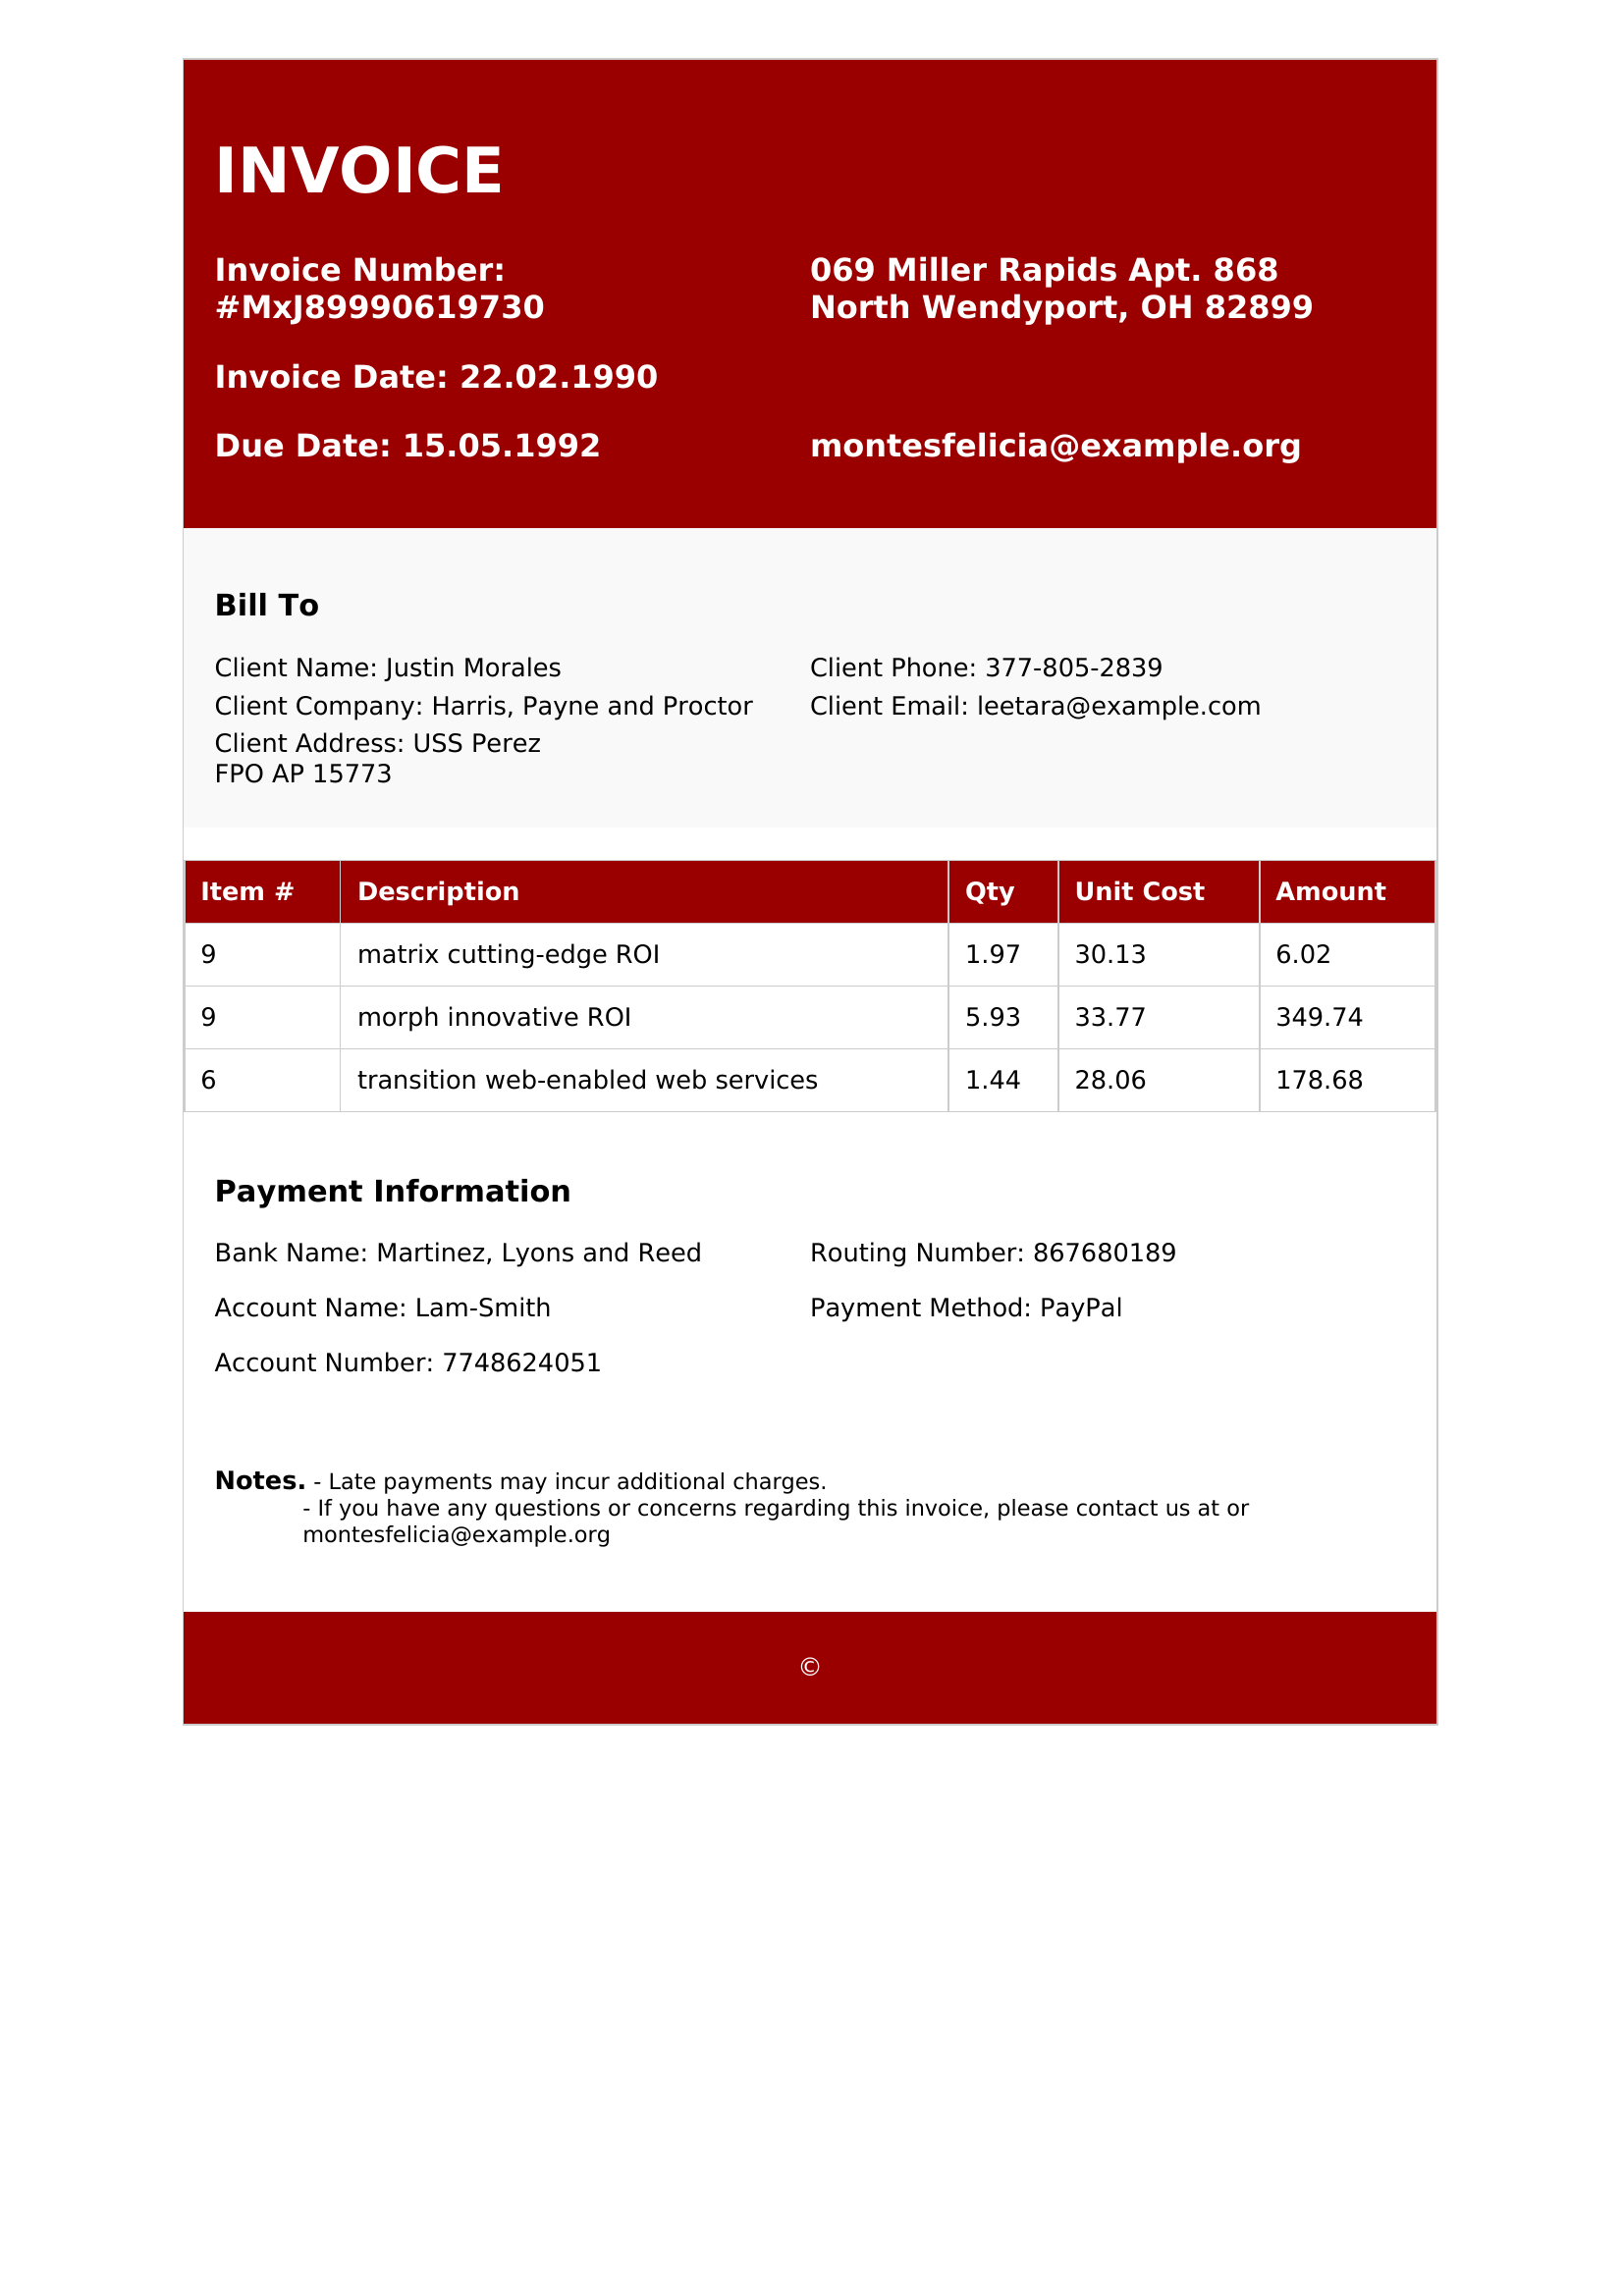 INVOICE
Invoice Number:
#MxJ89990619730
069 Miller Rapids Apt. 868
North Wendyport, OH 82899
Invoice Date: 22.02.1990
Due Date: 15.05.1992
montesfelicia@example.org
Bill To
Client Name: Justin Morales
Client Phone: 377-805-2839
Client Company: Harris, Payne and Proctor
Client Email: leetara@example.com
Client Address: USS Perez
FPO AP 15773
Item # Description Qty Unit Cost Amount
9 matrix cutting-edge ROI 1.97 30.13 6.02
9 morph innovative ROI 5.93 33.77 349.74
6 transition web-enabled web services 1.44 28.06 178.68
Payment Information
Bank Name: Martinez, Lyons and Reed
Routing Number: 867680189
Account Name: Lam-Smith
Payment Method: PayPal
Account Number: 7748624051
Notes. - Late payments may incur additional charges.
- If you have any questions or concerns regarding this invoice, please contact us at or
montesfelicia@example.org
©